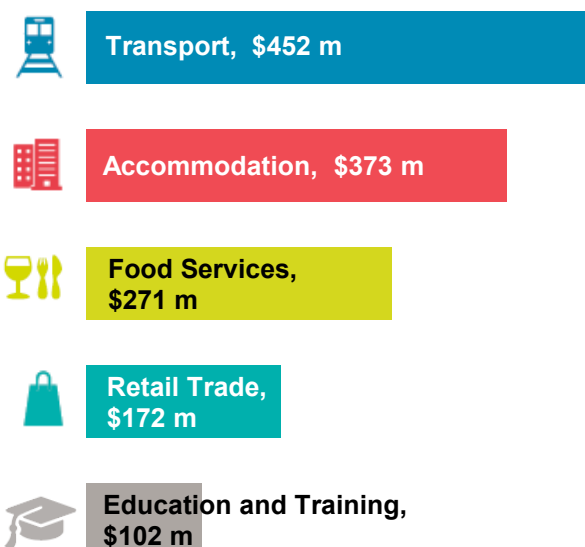 Transport,  $452 m
Accommodation,  $373 m
Food Services,
$271 m
Retail Trade,
$172 m
Education and Training,
$102 m